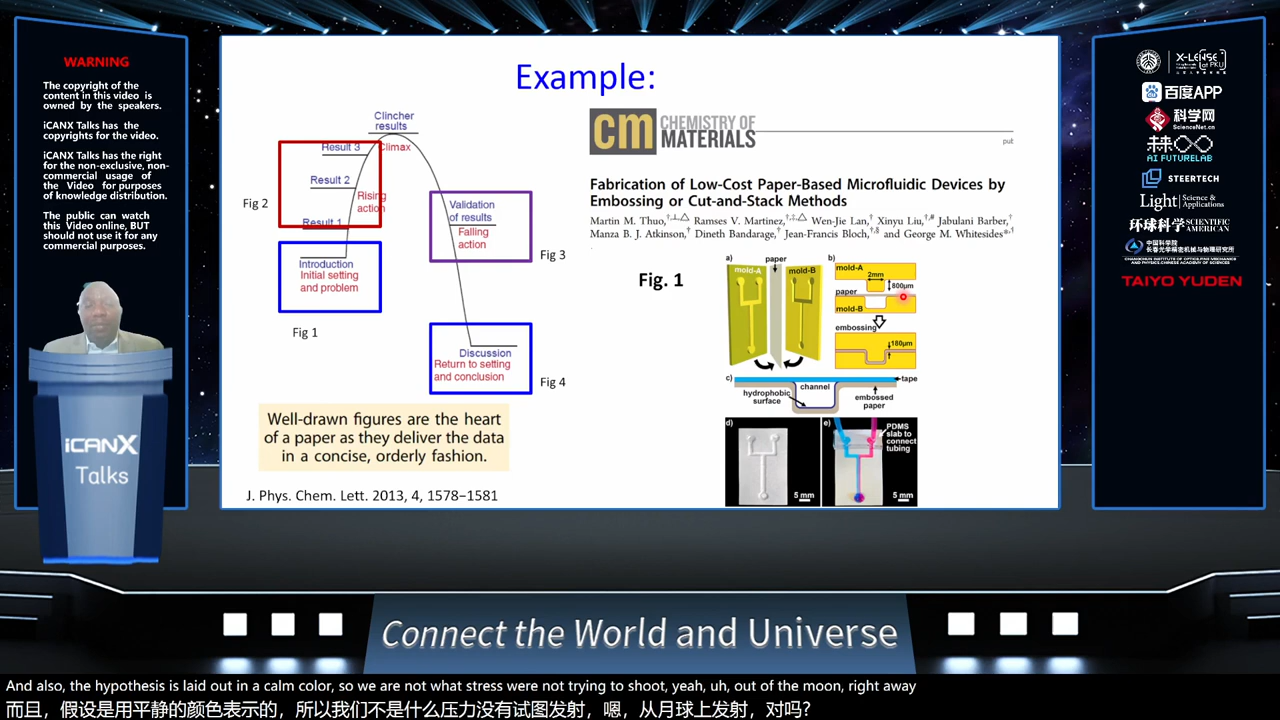 WARNING
The copyright of the
content in this video is
owned by the speakers.
iCANX Talks has the
copyrights for the video.
iCANX Talks has the right
for the non-exclusive, non-
commercial usage of
the Video for purposes
of knowledge distribution.
The public can watch
this Video online, BUT
should not use it for any
commercial purposes.
iCANX
Talks
Example:
Clincher
results
Climax
Result 3
Result 2
Rising
action
Result 1
Fig 2
Introduction
Initial setting
and problem
Fig 1
Validation
of results
Falling
action
Fig 3
Discussion
Return to setting
and conclusion
Fig 4
Well-drawn figures are the heart
of a paper as they deliver the data
in a concise, orderly fashion.
J. Phys. Chem. Lett. 2013, 4, 1578−1581
cm CHEMISTRY OF
MATERIALS
put
Fabrication of Low-Cost Paper-Based Microfluidic Devices by
Embossing or Cut-and-Stack Methods
Martin M. Thuo,†,⊥,△ Ramses V. Martinez,†,‡,△ Wen-Jie Lan,† Xinyu Liu,†,# Jabulani Barber,†
Manza B. J. Atkinson,† Dineth Bandarage,† Jean-Francis Bloch,†,§ and George M. Whitesides*,†
Fig. 1
a)
paper
mold-A
mold-B
b)
mold-A
2mm
800µm
paper
mold-B
embossing
180µm
c)
channel
tape
hydrophobic
surface
embossed
paper
d)
5 mm
e)
PDMS
slab to
connect
tubing
5 mm
X-LENSE
at PKU
百度APP
科学网
ScienceNet.cn
AI FUTURELAB
STEERTECH
Light Science & Applications
环球科学 SCIENTIFIC AMERICAN
中国科学院
长春光学精密机械与物理研究所
TAIYO YUDEN
Connect the World and Universe
And also, the hypothesis is laid out in a calm color, so we are not what stress were not trying to shoot, yeah, uh, out of the moon, right away
而且，假设是用平静的颜色表示的，所以我们不是什么压力没有试图发射，嗯，从月球上发射，对吗?